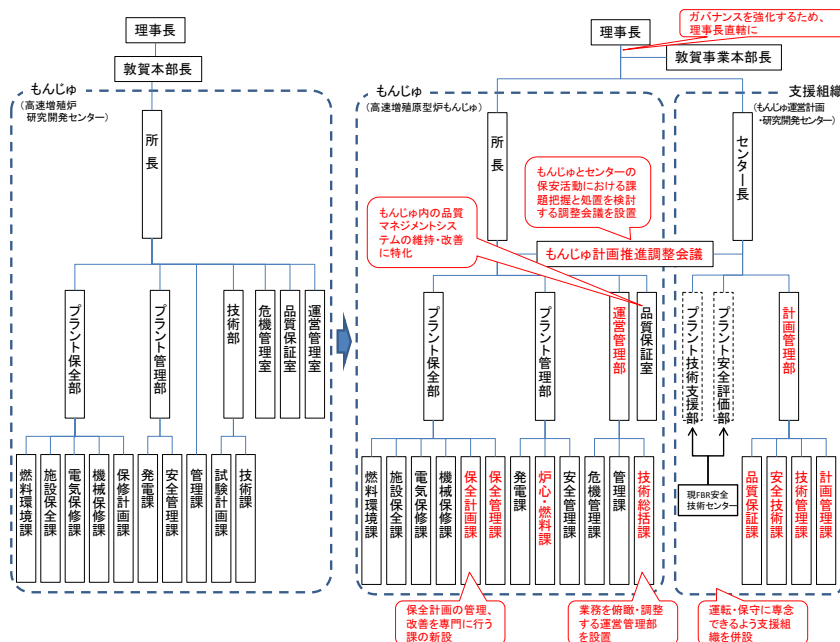 理事長
敦賀本部長
もんじゅ
(高速増殖炉
研究開発センター)
所長
プラント保全部
プラント管理部
技術部
危機管理室
品質保証室
運営管理室
燃料環境課
施設保全課
電気保修課
機械保修課
保修計画課
発電課
安全管理課
管理課
試験計画課
技術課
ガバナンスを強化するため、
理事長直轄に
理事長
敦賀事業本部長
もんじゅ
(高速増殖原型炉もんじゅ)
支援組織
(もんじゅ運営計画
・研究開発センター)
所長
センター長
もんじゅとセンターの
保安活動における課
題把握と処置を検討
する調整会議を設置
もんじゅ内の品質
マネジメントシス
テムの維持・改善
に特化
もんじゅ計画推進調整会議
プラント保全部
プラント管理部
運営管理部
品質保証室
プラント技術支援部
プラント安全評価部
計画管理部
燃料環境課
施設保全課
電気保修課
機械保修課
保全計画課
保全管理課
発電課
炉心・燃料課
安全管理課
危機管理課
管理課
技術総括課
現FBR安全
技術センター
品質保証課
安全技術課
技術管理課
計画管理課
保全計画の管理、
改善を専門に行う
課の新設
業務を俯瞰・調整
する運営管理部
を設置
運転・保守に専念
できるよう支援組
織を併設